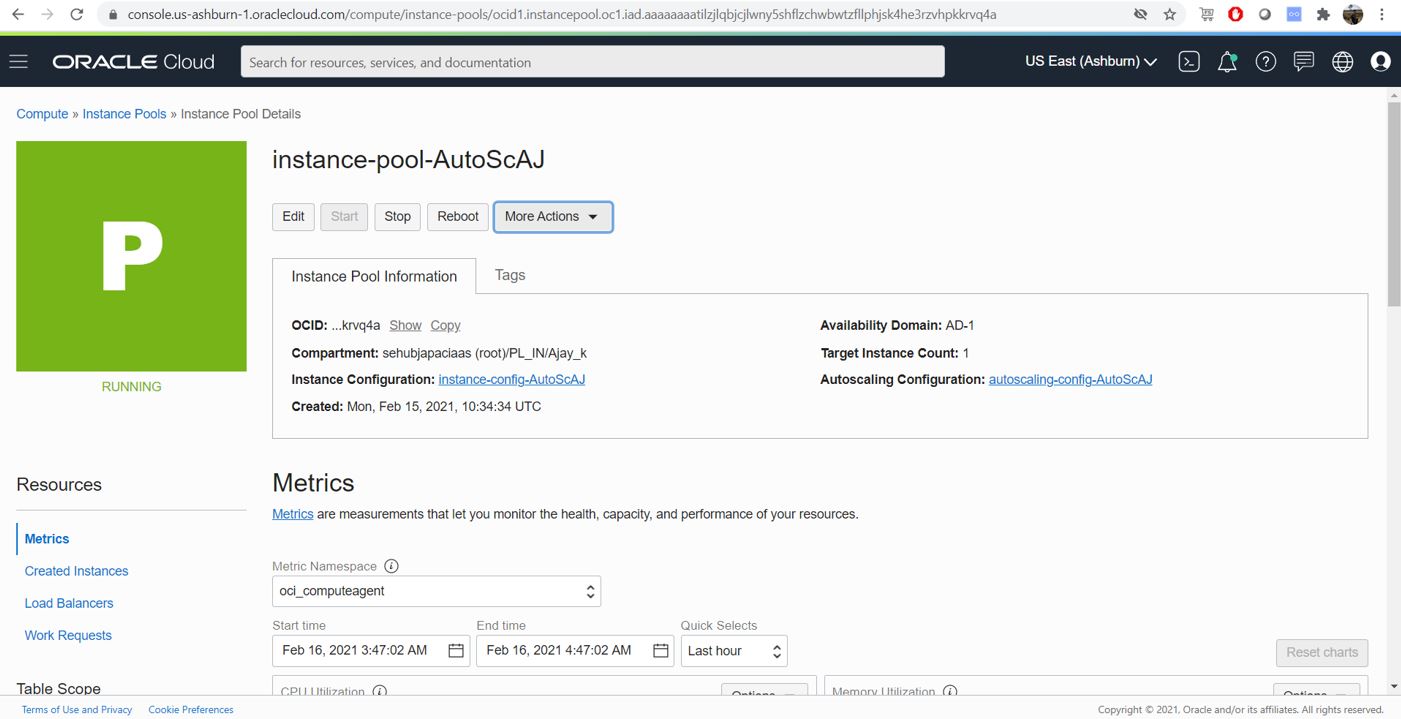 console.us-ashburn-1.oraclecloud.com/compute/instance-pools/ocid1.instancepool.oc1.iad.aaaaaaaatilzjlqbjcjlwny5shflzchwbwtzfllphjsk4he3rzvhpkkrvq4a
ORACLE Cloud
Search for resources, services, and documentation
US East (Ashburn)
Compute » Instance Pools » Instance Pool Details
P
RUNNING
instance-pool-AutoScAJ
Edit Start Stop Reboot More Actions
Instance Pool Information Tags
OCID: ...krvq4a Show Copy
Availability Domain: AD-1
Compartment: sehubjapaciaas (root)/PL_IN/Ajay_k
Target Instance Count: 1
Instance Configuration: instance-config-AutoScAJ
Autoscaling Configuration: autoscaling-config-AutoScAJ
Created: Mon, Feb 15, 2021, 10:34:34 UTC
Resources
Metrics
Created Instances
Load Balancers
Work Requests
Table Scope
Metrics
Metrics are measurements that let you monitor the health, capacity, and performance of your resources.
Metric Namespace
oci_computeagent
Start time End time Quick Selects
Feb 16, 2021 3:47:02 AM Feb 16, 2021 4:47:02 AM Last hour
Reset charts
CPU Utilization Options Memory Utilization Options
Terms of Use and Privacy Cookie Preferences
Copyright © 2021, Oracle and/or its affiliates. All rights reserved.